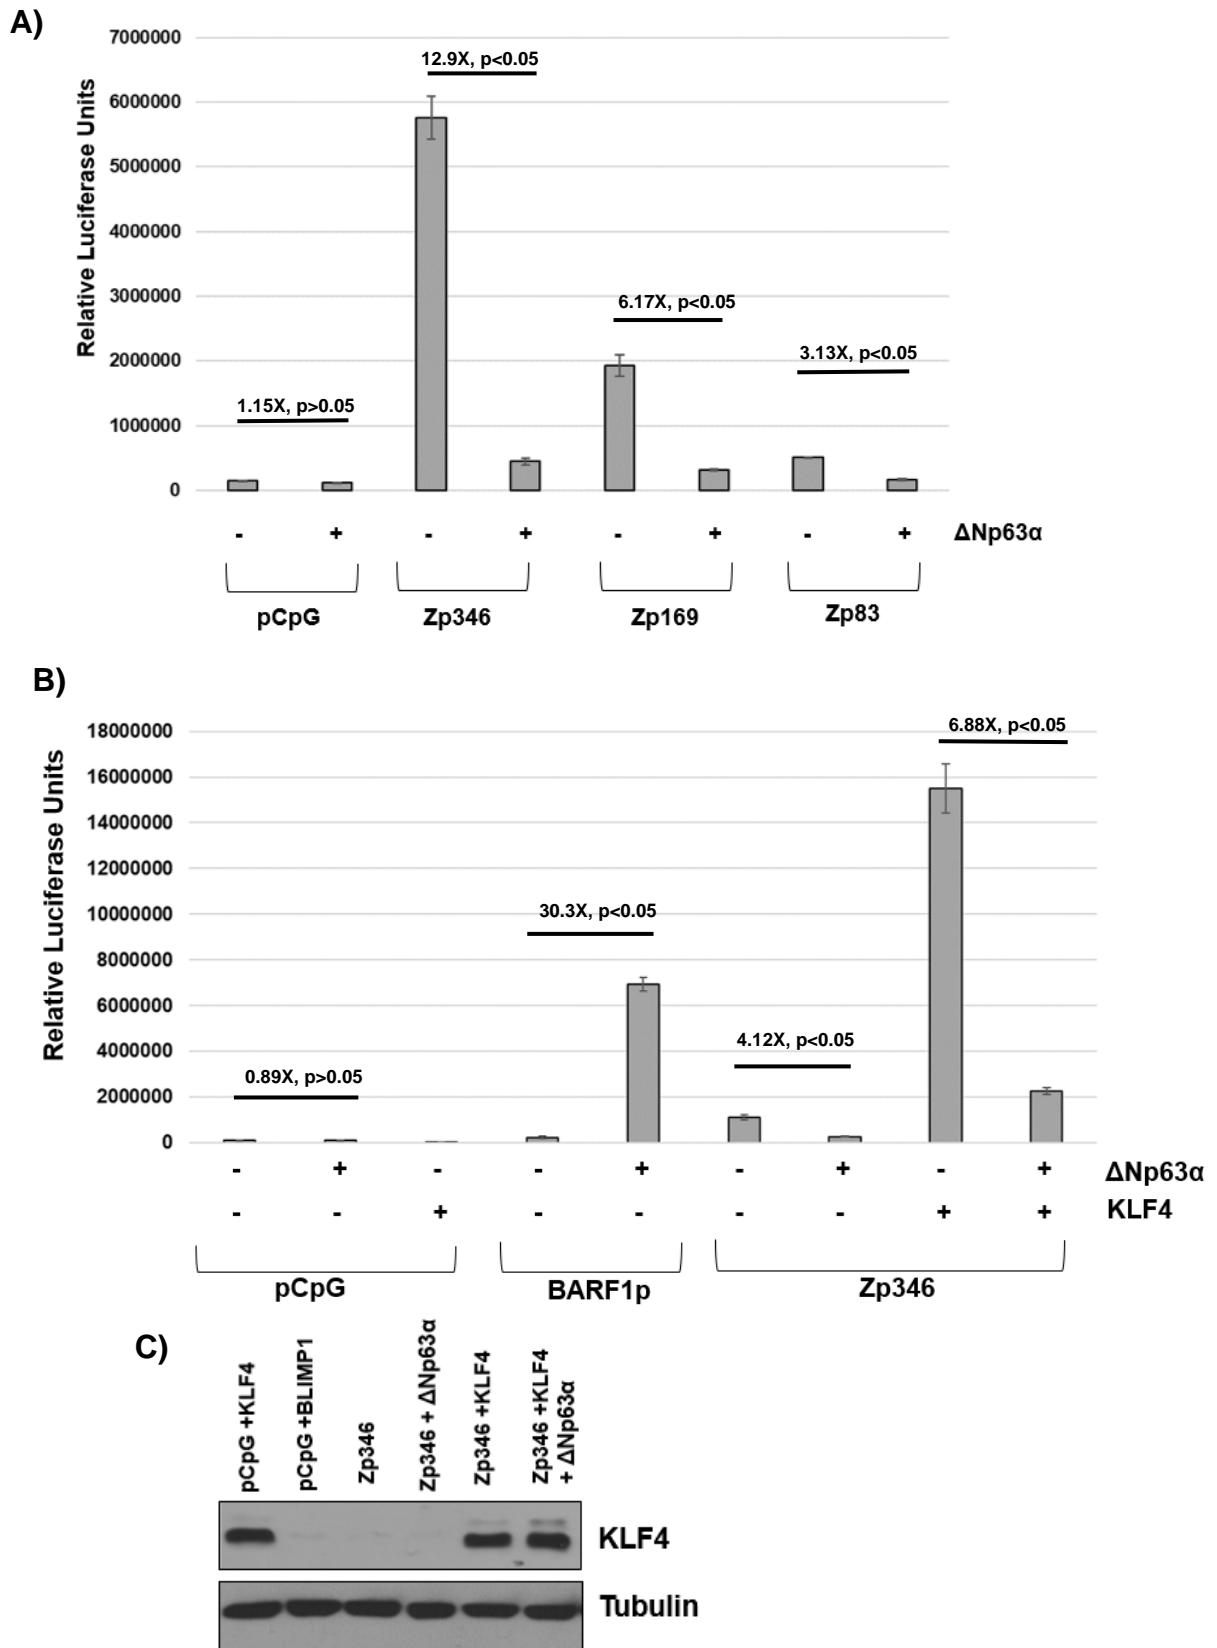 A)
Relative Luciferase Units
7000000
6000000
5000000
4000000
3000000
2000000
1000000
0
12.9X, p<0.05
6.17X, p<0.05
3.13X, p<0.05
1.15X, p>0.05
- + - + - + - + ΔNp63α
pCpG Zp346 Zp169 Zp83
B)
Relative Luciferase Units
18000000
16000000
14000000
12000000
10000000
8000000
6000000
4000000
2000000
0
6.88X, p<0.05
30.3X, p<0.05
4.12X, p<0.05
0.89X, p>0.05
- + - - + - + - + ΔNp63α
- - + - - - - + + KLF4
pCpG BARF1p Zp346
C)
pCpG +KLF4
pCpG +BLIMP1
Zp346
Zp346 + ΔNp63α
Zp346 +KLF4
Zp346 +KLF4
+ ΔNp63α
KLF4
Tubulin